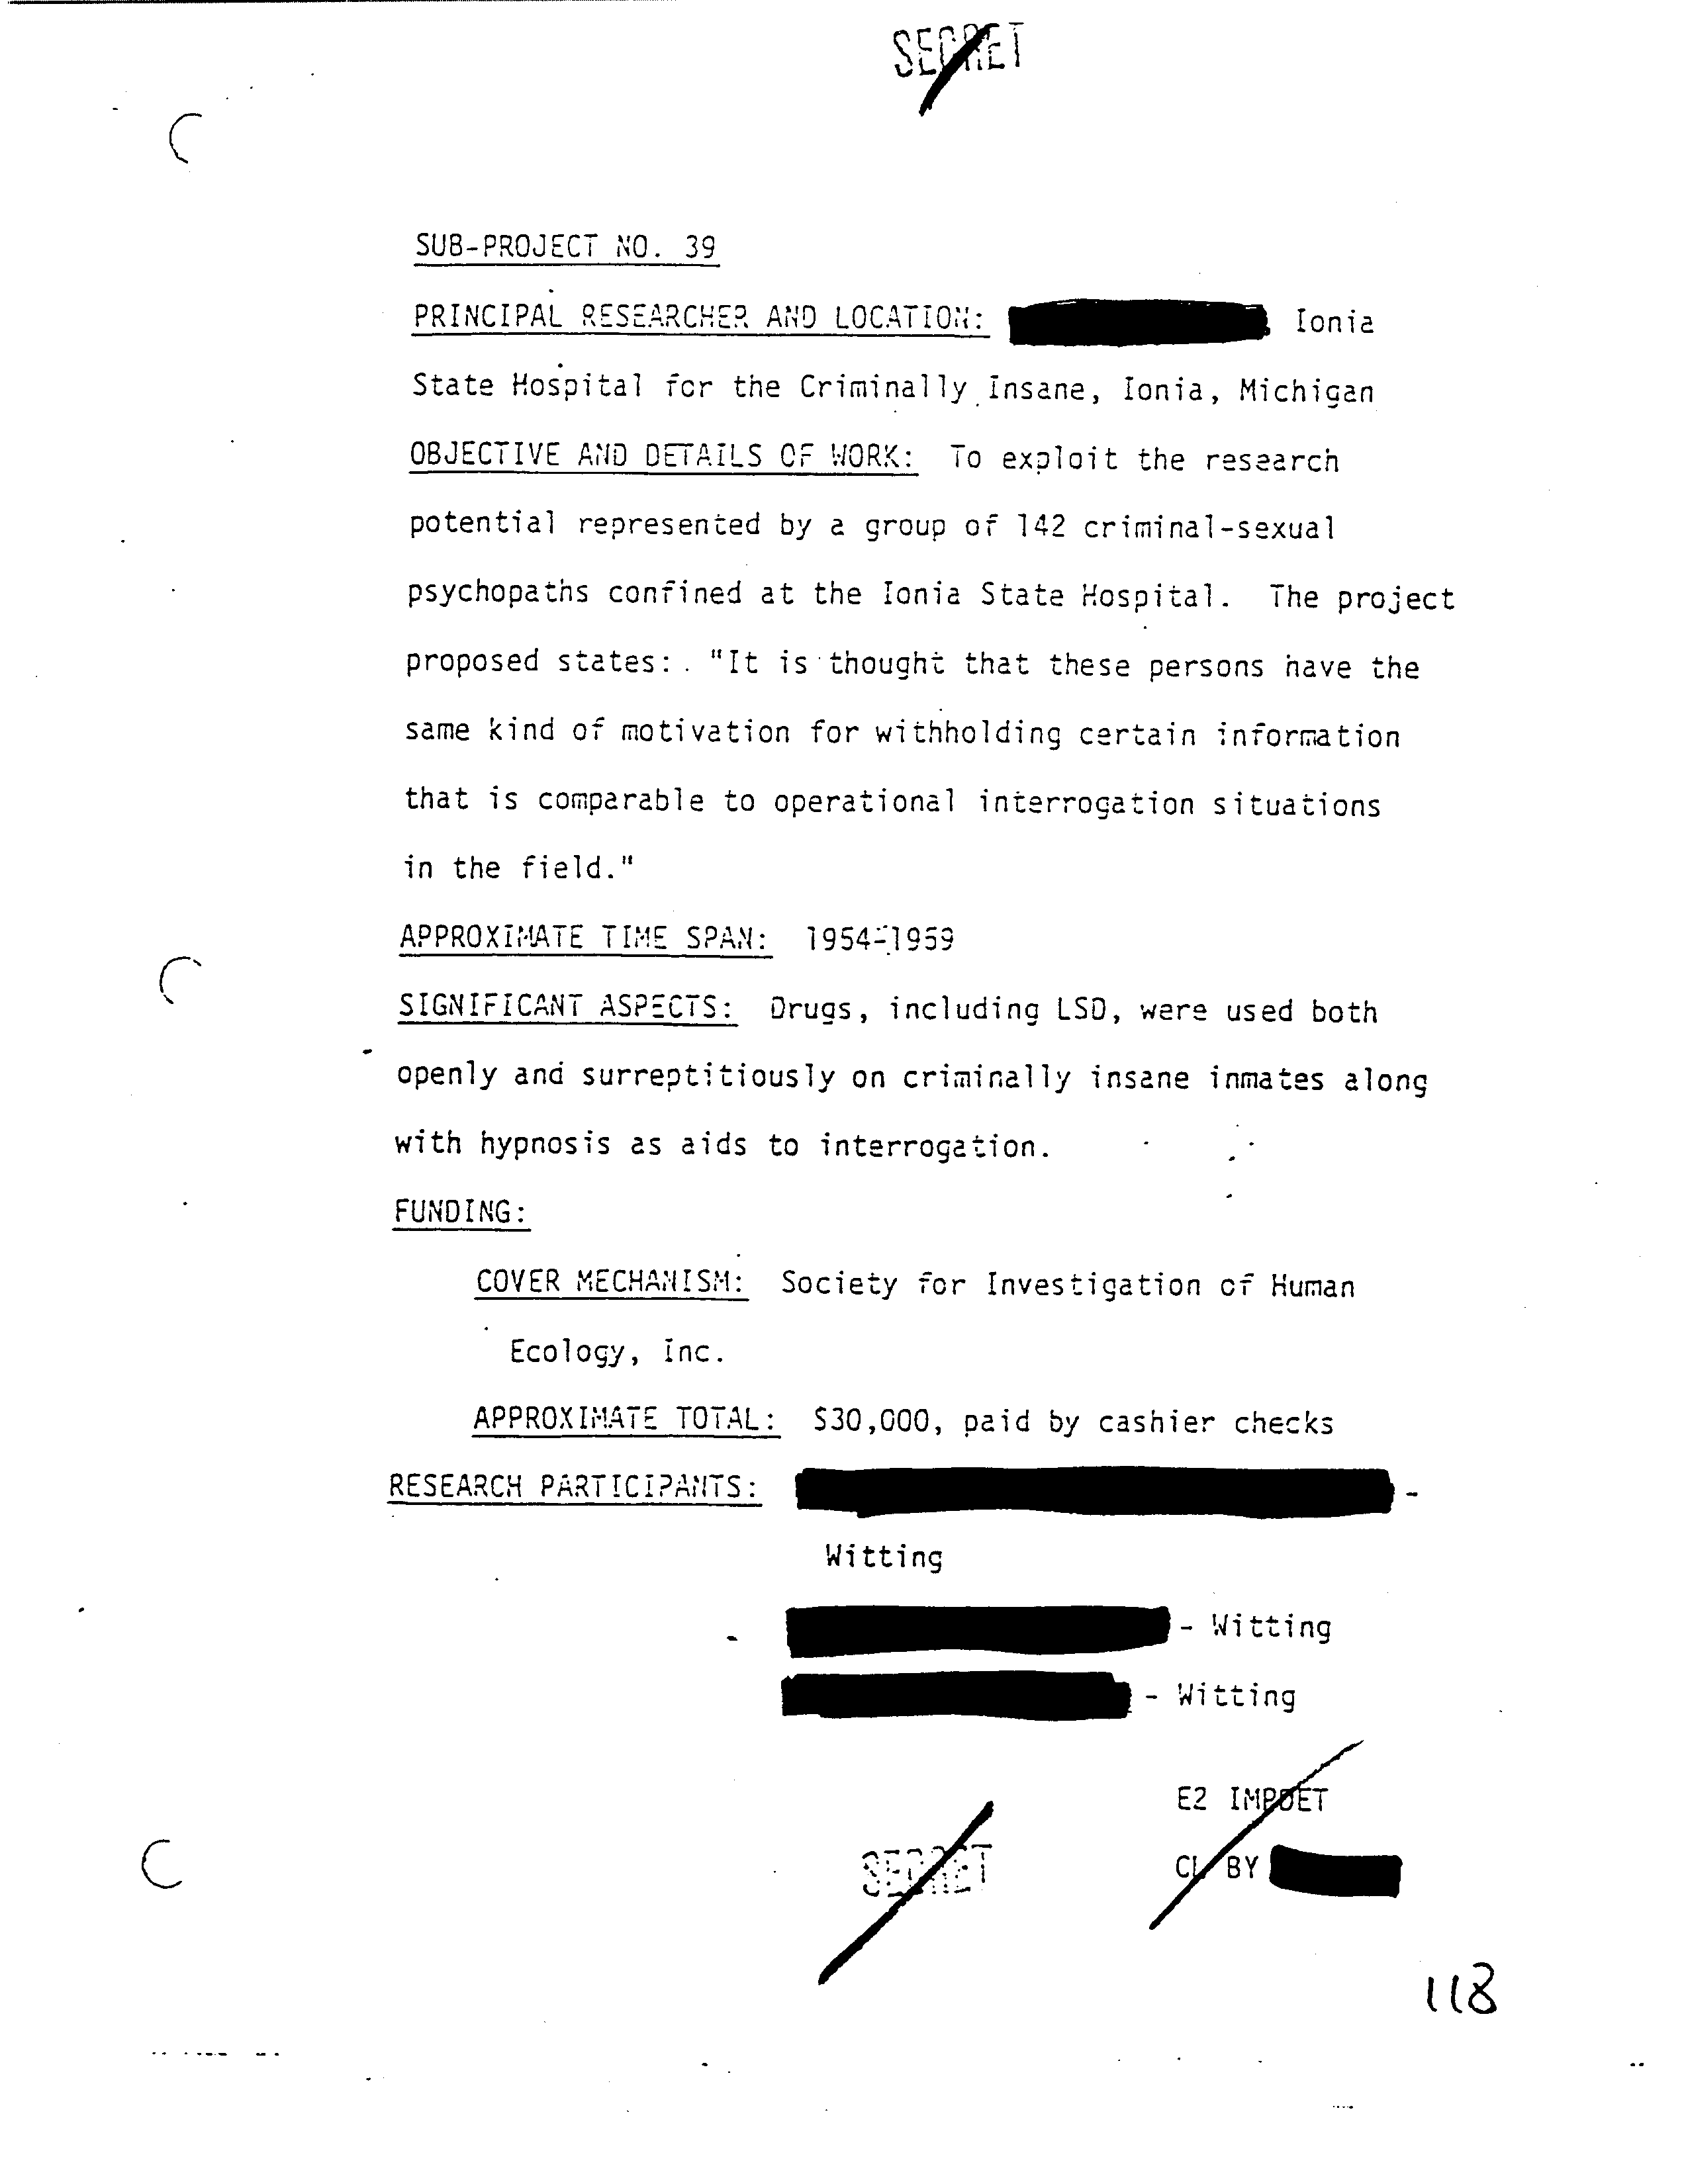 SECRET
SUB-PROJECT NO. 39
PRINCIPAL RESEARCHER AND LOCATION: Ionia
State Hospital for the Criminally Insane, Ionia, Michigan
OBJECTIVE AND DETAILS OF WORK: To exploit the research
potential represented by a group of 142 criminal-sexual
psychopaths confined at the Ionia State Hospital. The project
proposed states: "It is thought that these persons have the
same kind of motivation for withholding certain information
that is comparable to operational interrogation situations
in the field."
APPROXIMATE TIME SPAN: 1954-1959
SIGNIFICANT ASPECTS: Drugs, including LSD, were used both
openly and surreptitiously on criminally insane inmates along
with hypnosis as aids to interrogation.
FUNDING:
COVER MECHANISM: Society for Investigation of Human
Ecology, Inc.
APPROXIMATE TOTAL: $30,000, paid by cashier checks
RESEARCH PARTICIPANTS: -
Witting
- Witting
- Witting
E2 IMPDET
SECRET
CL BY
118